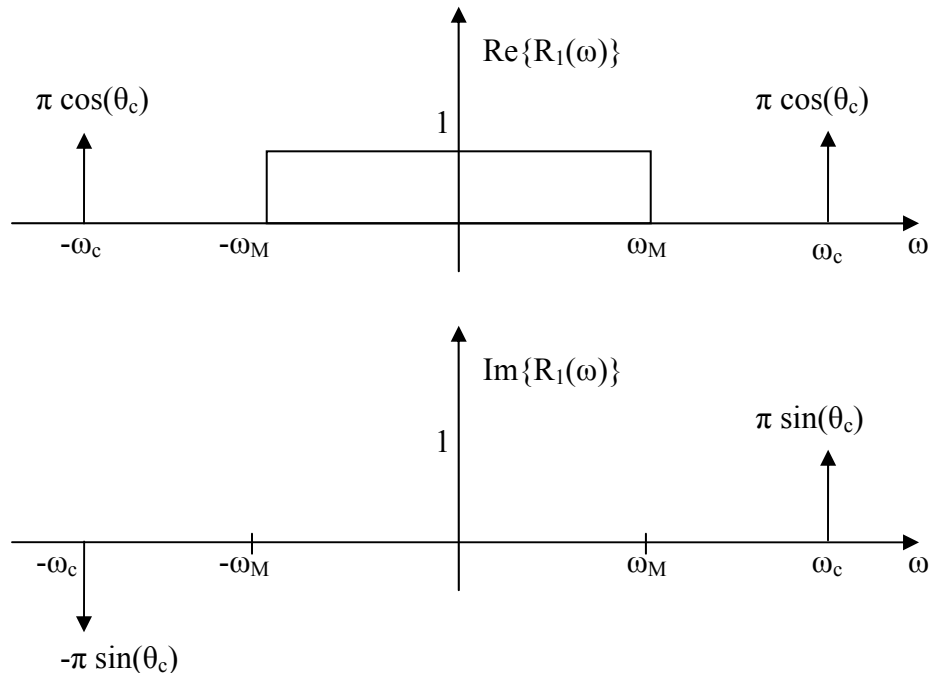 Re{R₁(ω)}
π cos(θc)
π cos(θc)
1
-ωc
-ωM
ωM
ωc
ω
Im{R₁(ω)}
π sin(θc)
1
-ωc
-ωM
ωM
ωc
ω
-π sin(θc)